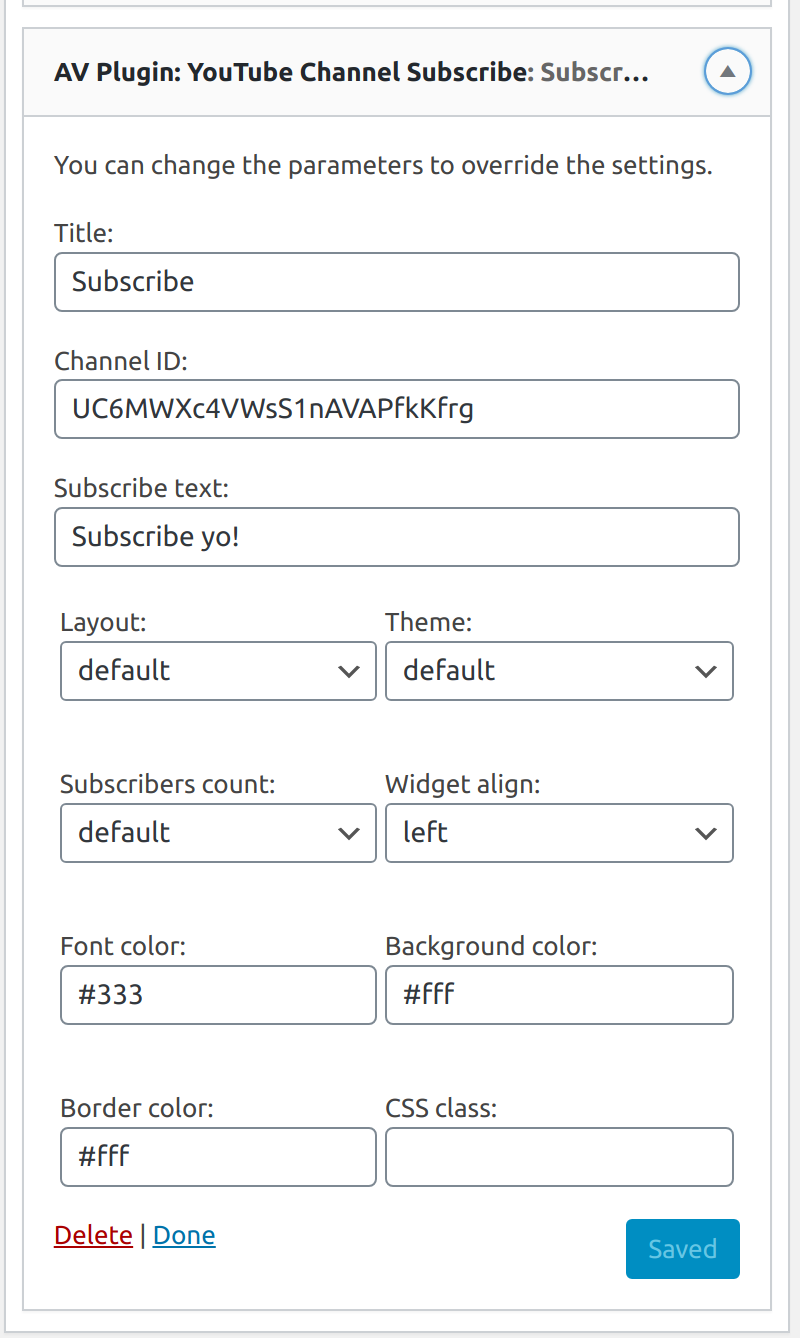 AV Plugin: YouTube Channel Subscribe: Subscr...
You can change the parameters to override the settings.
Title:
Subscribe
Channel ID:
UC6MWXc4VWsS1nAVAPfkKfrg
Subscribe text:
Subscribe yo!
Layout: Theme:
default default
Subscribers count: Widget align:
default left
Font color: Background color:
#333 #fff
Border color: CSS class:
#fff
Delete | Done Saved